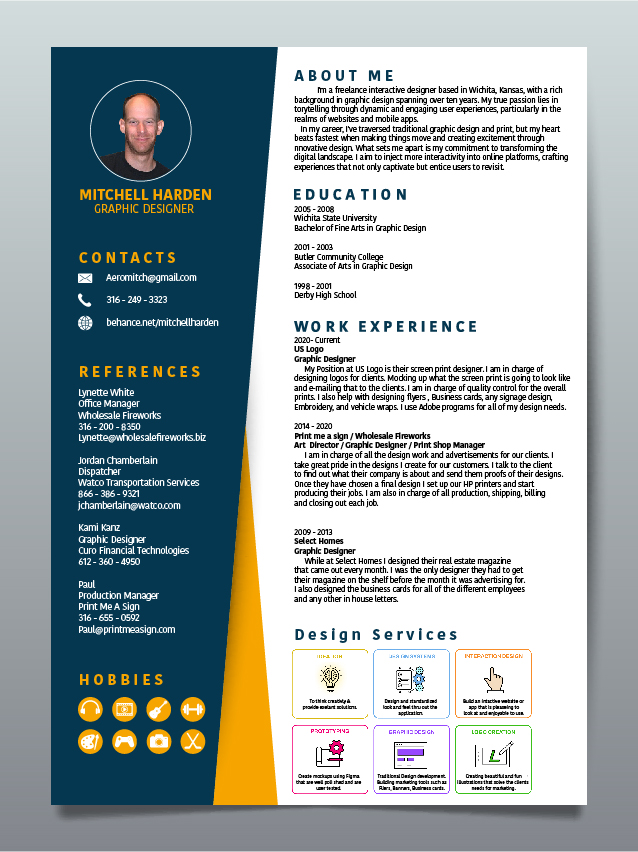 MITCHELL HARDEN
GRAPHIC DESIGNER
CONTACTS
Aeromitch@gmail.com
316 - 249 - 3323
behance.net/mitchellharden
REFERENCES
Lynette White
Office Manager
Wholesale Fireworks
316 - 200 - 8350
Lynette@wholesalefireworks.biz
Jordan Chamberlain
Dispatcher
Watco Transportation Services
866 - 386 - 9321
jchamberlain@watco.com
Kami Kanz
Graphic Designer
Curo Financial Technologies
612 - 360 - 4950
Paul
Production Manager
Print Me A Sign
316 - 655 - 0592
Paul@printmeasign.com
HOBBIES
ABOUT ME
I'm a freelance interactive designer based in Wichita, Kansas, with a rich
background in graphic design spanning over ten years. My true passion lies in
torytelling through dynamic and engaging user experiences, particularly in the
realms of websites and mobile apps.
In my career, I've traversed traditional graphic design and print, but my heart
beats fastest when making things move and creating excitement through
nnovative design. What sets me apart is my commitment to transforming the
digital landscape. I aim to inject more interactivity into online platforms, crafting
experiences that not only captivate but entice users to revisit.
EDUCATION
2005 - 2008
Wichita State University
Bachelor of Fine Arts in Graphic Design
2001 - 2003
Butler Community College
Associate of Arts in Graphic Design
1998 - 2001
Derby High School
WORK EXPERIENCE
2020- Current
US Logo
Graphic Designer
My Position at US Logo is their screen print designer. I am in charge of
designing logos for clients. Mocking up what the screen print is going to look like
and e-mailing that to the clients. I am in charge of quality control for the overall
prints. I also help with designing flyers , Business cards, any signage design,
Embroidery, and vehicle wraps. I use Adobe programs for all of my design needs.
2014 - 2020
Print me a sign / Wholesale Fireworks
Art Director / Graphic Designer / Print Shop Manager
I am in charge of all the design work and advertisements for our clients. I
take great pride in the designs I create for our customers. I talk to the client
to find out what their company is about and send them proofs of their designs.
Once they have chosen a final design I set up our HP printers and start
producing their jobs. I am also in charge of all production, shipping, billing
and closing out each job.
2009 - 2013
Select Homes
Graphic Designer
While at Select Homes I designed their real estate magazine
that came out every month. I was the only designer they had to get
their magazine on the shelf before the month it was advertising for.
I also designed the business cards for all of the different employees
and any other in house letters.
Design Services
IDEATION
To think creativly &
provide exelant solutions.
DESIGN SYSTEMS
Design and stantardized
look and feel thru out the
application.
INTERACTION DESIGN
Build an intactive website or
app that is pleaseing to
look at and enjoyable to use.
PROTOTYPING
Create mockups using Figma
that are well poli shed and are
user tested.
GRAPHIC DESIGN
Traditional Design development.
Building marketing tools such as
Fliers, Banners, Business cards.
LOGO CREATION
Creating beautiful and fun
illustrations that solve the clients
needs for marketing.